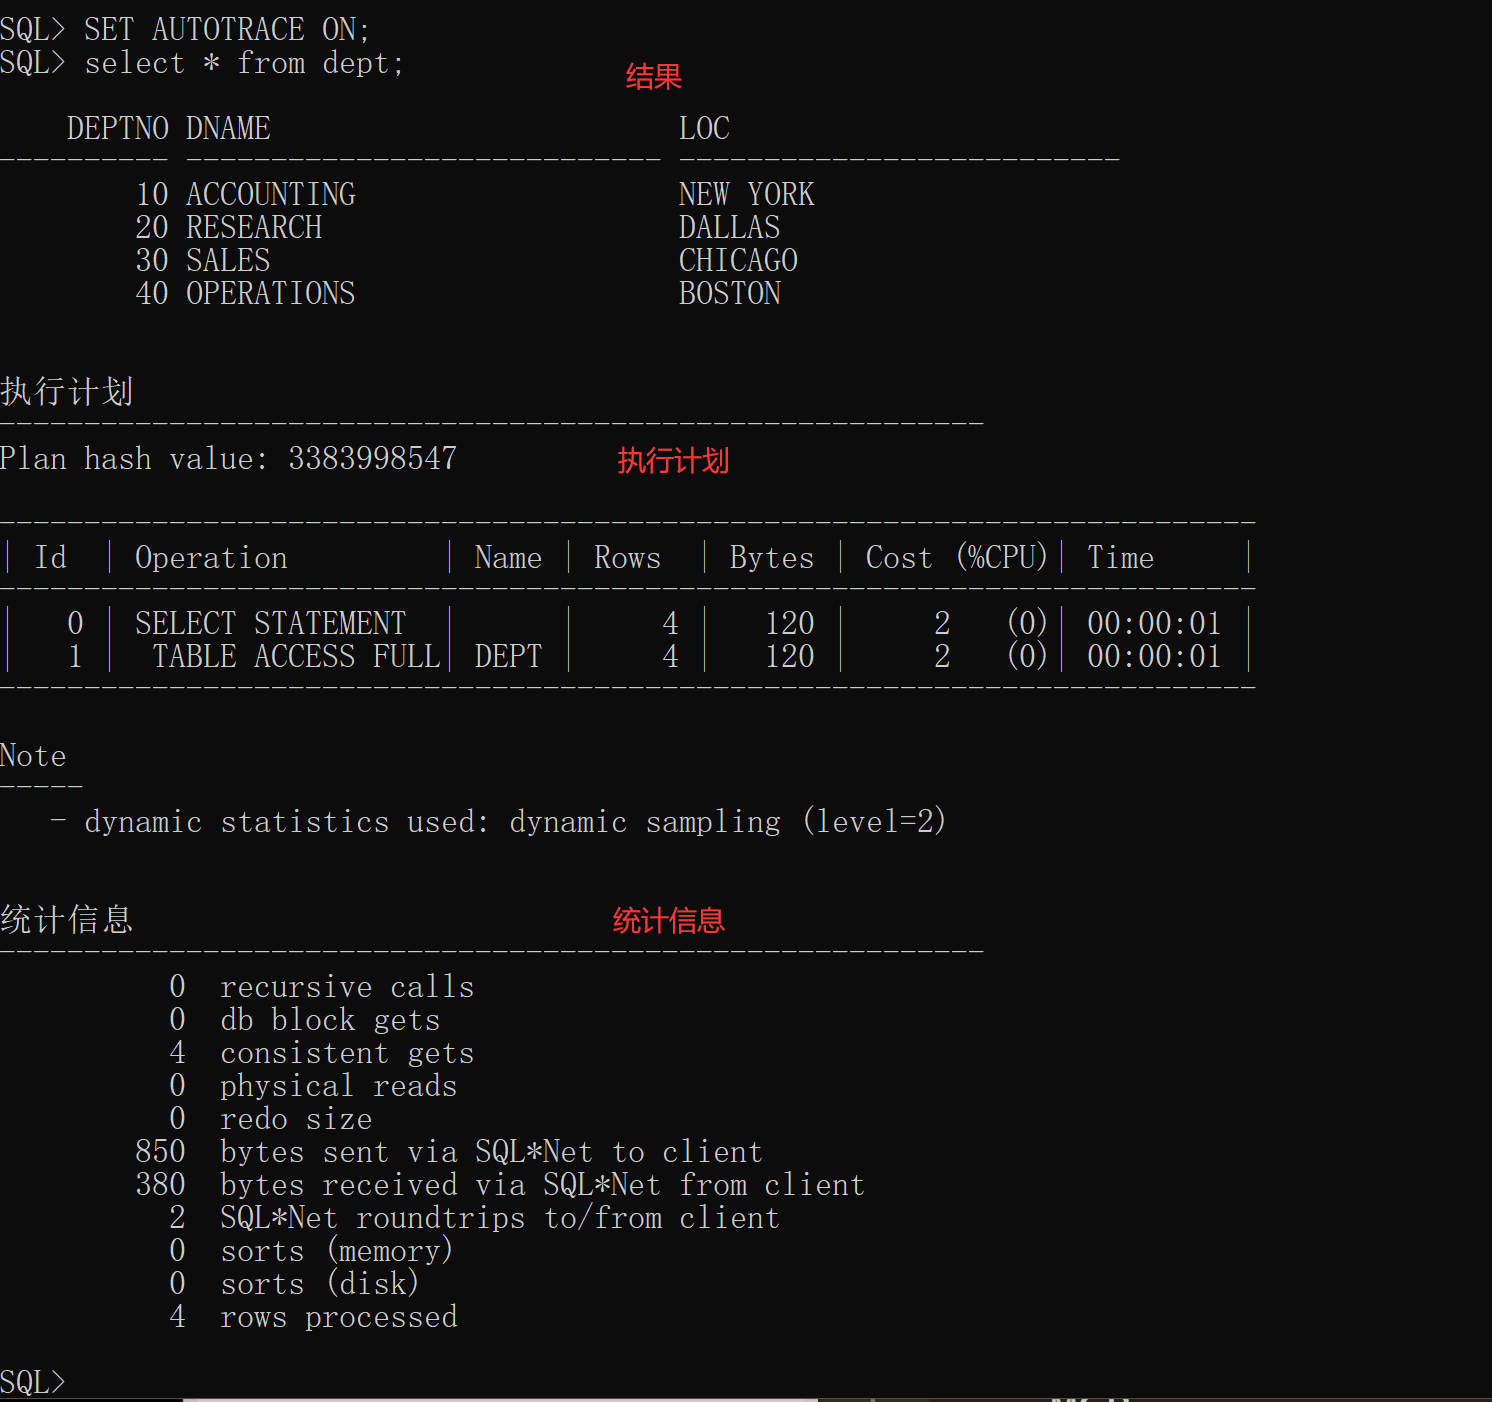 SQL> SET AUTOTRACE ON;
SQL> select * from dept;
结果
DEPTNO DNAME LOC
---------- ---------------------------- --------------------------
10 ACCOUNTING NEW YORK
20 RESEARCH DALLAS
30 SALES CHICAGO
40 OPERATIONS BOSTON
执行计划
----------------------------------------------------------
Plan hash value: 3383998547 执行计划
--------------------------------------------------------------------------
| Id | Operation | Name | Rows | Bytes | Cost (%CPU)| Time |
--------------------------------------------------------------------------
| 0 | SELECT STATEMENT | | 4 | 120 | 2 (0)| 00:00:01 |
| 1 | TABLE ACCESS FULL| DEPT | 4 | 120 | 2 (0)| 00:00:01 |
--------------------------------------------------------------------------
Note
-----
- dynamic statistics used: dynamic sampling (level=2)
统计信息 统计信息
----------------------------------------------------------
0 recursive calls
0 db block gets
4 consistent gets
0 physical reads
0 redo size
850 bytes sent via SQL*Net to client
380 bytes received via SQL*Net from client
2 SQL*Net roundtrips to/from client
0 sorts (memory)
0 sorts (disk)
4 rows processed
SQL>